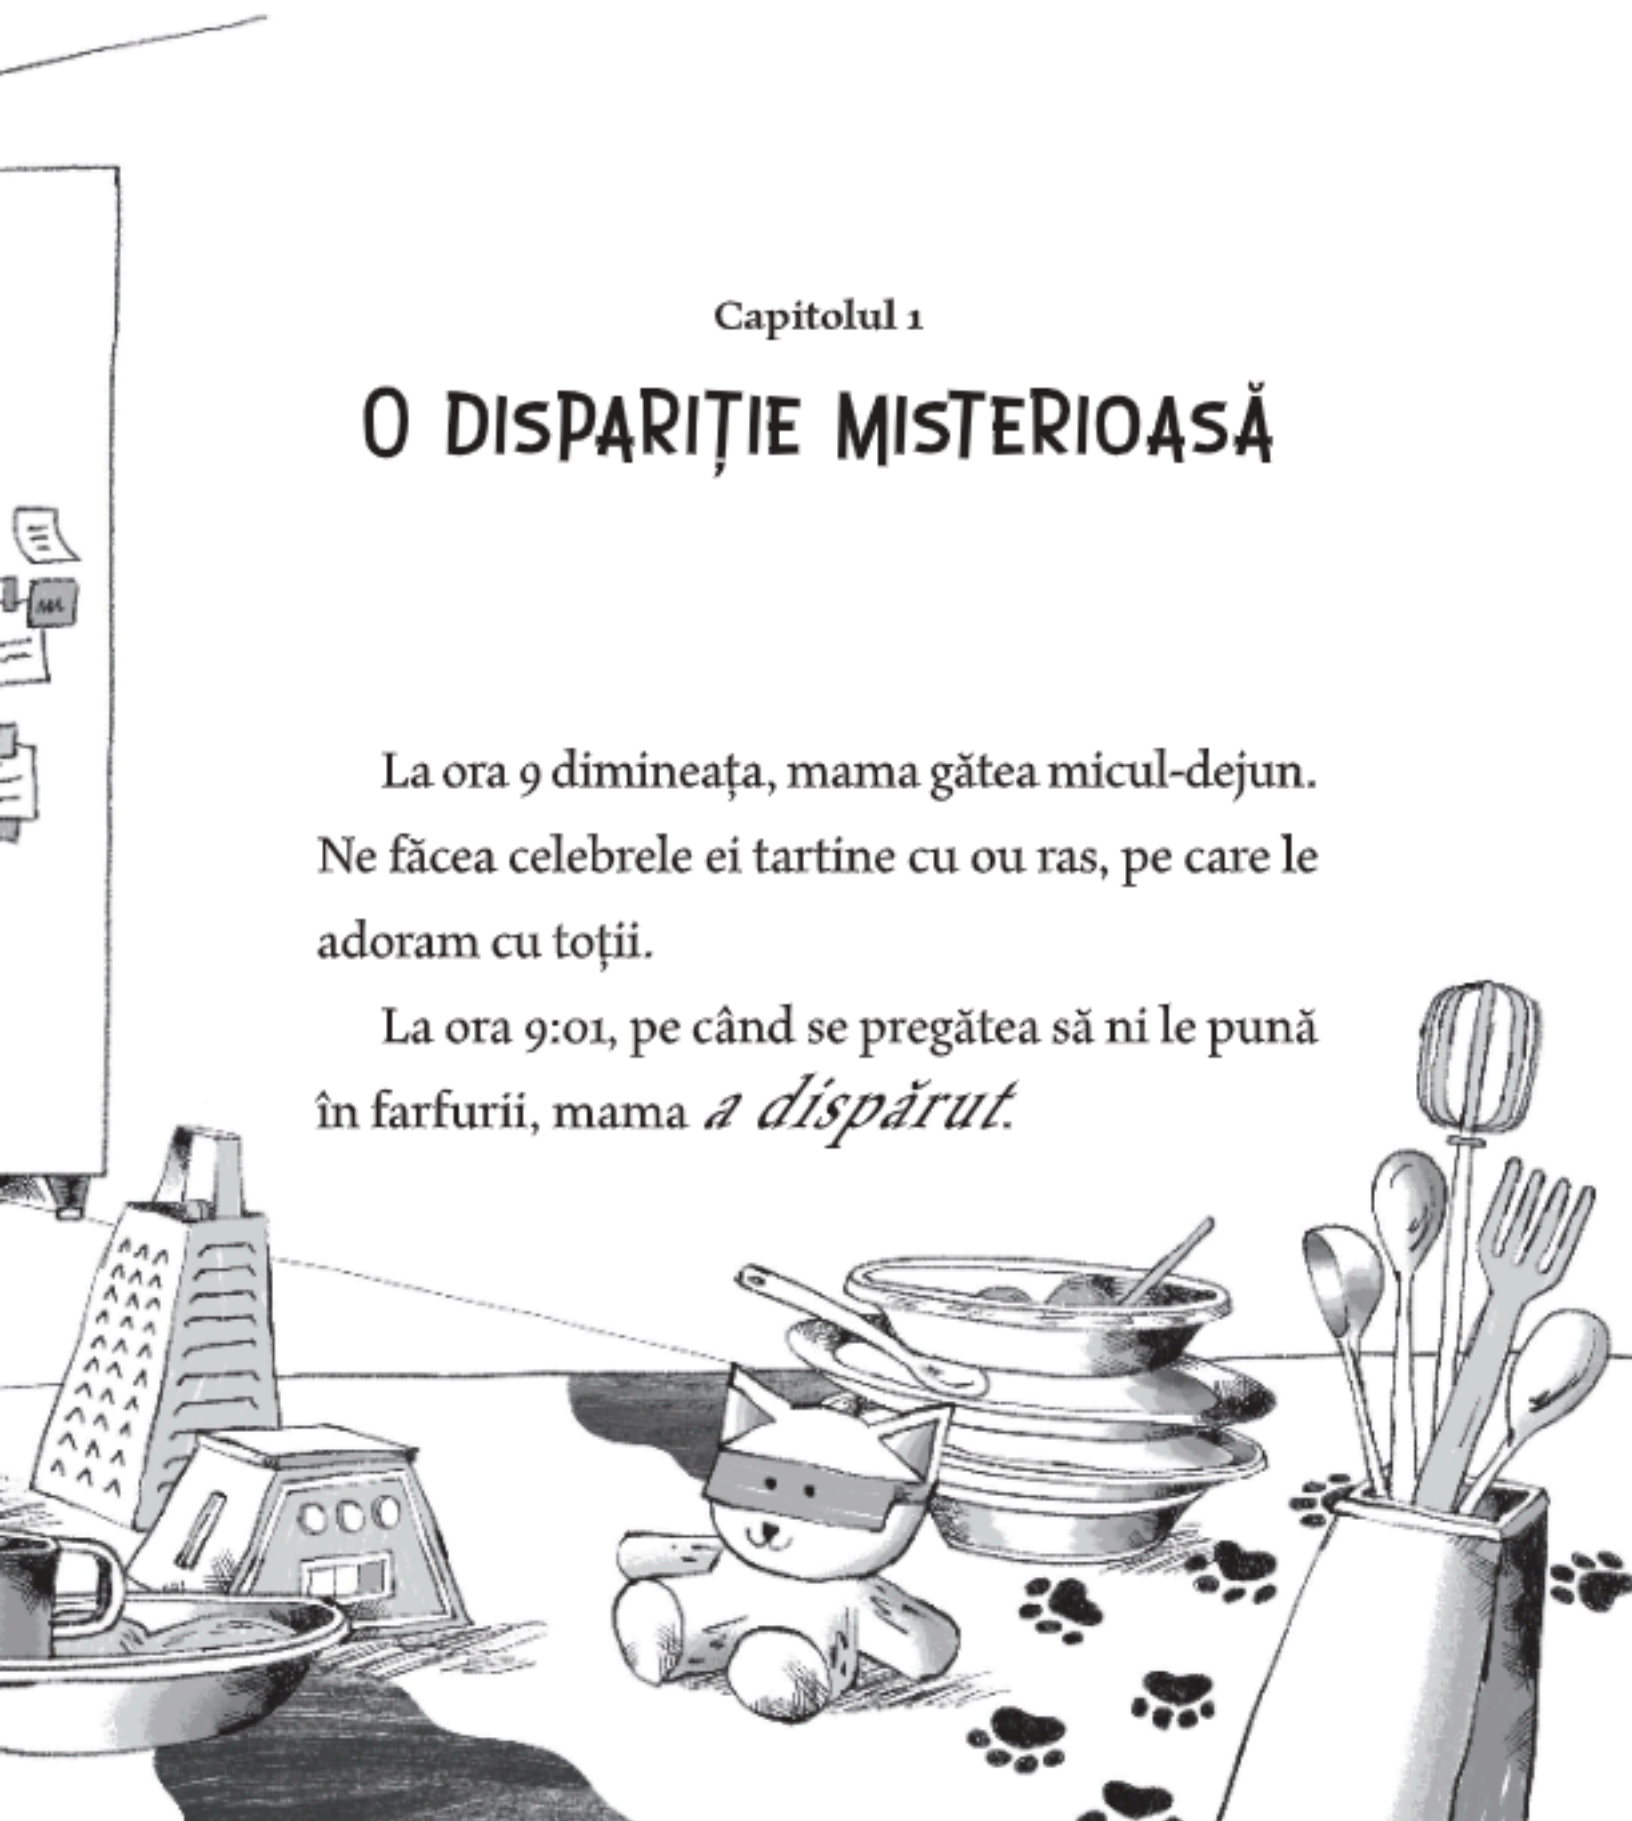 Capitolul 1
O DISPARIȚIE MISTERIOASĂ
La ora 9 dimineața, mama gătea micul-dejun.
Ne făcea celebrele ei tartine cu ou ras, pe care le
adoram cu toții.
La ora 9:01, pe când se pregătea să ni le pună
în farfurii, mama a dispărut.